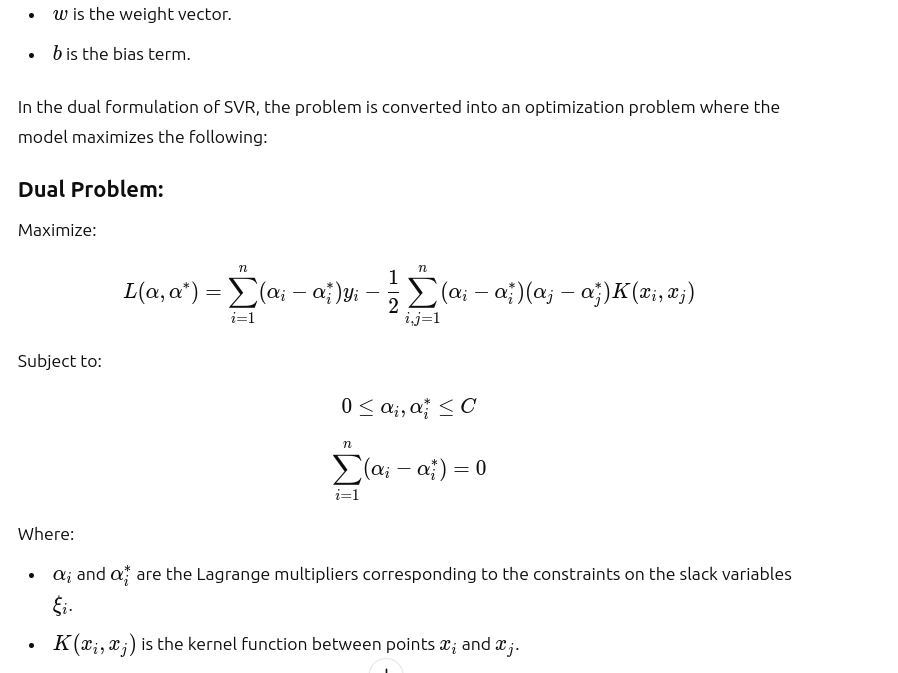 • w is the weight vector.
• b is the bias term.
In the dual formulation of SVR, the problem is converted into an optimization problem where the
model maximizes the following:
Dual Problem:
Maximize:
L(α, α*) = ∑_{i=1}^{n} (α_i − α_i^*) y_i − 1/2 ∑_{i,j=1}^{n} (α_i − α_i^*)(α_j − α_j^*) K(x_i, x_j)
Subject to:
0 ≤ α_i, α_i^* ≤ C
∑_{i=1}^{n} (α_i − α_i^*) = 0
Where:
• α_i and α_i^* are the Lagrange multipliers corresponding to the constraints on the slack variables
ξ_i.
• K(x_i, x_j) is the kernel function between points x_i and x_j.